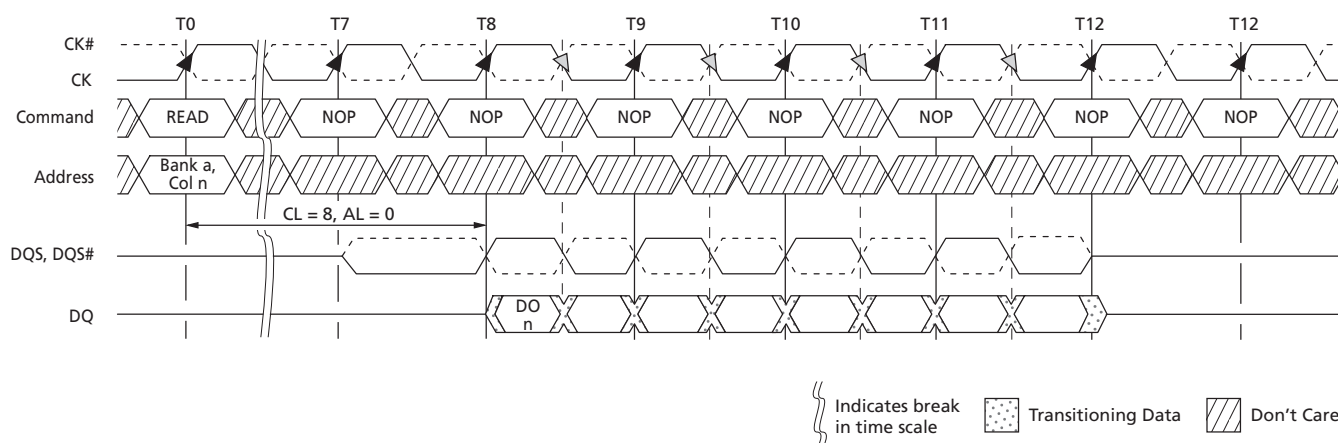 T0 T7 T8 T9 T10 T11 T12 T12
CK#
CK
Command READ NOP NOP NOP NOP NOP NOP NOP
Address Bank a,
Col n
CL = 8, AL = 0
DQS, DQS#
DQ DO
n
Indicates break
in time scale
Transitioning Data
Don't Care